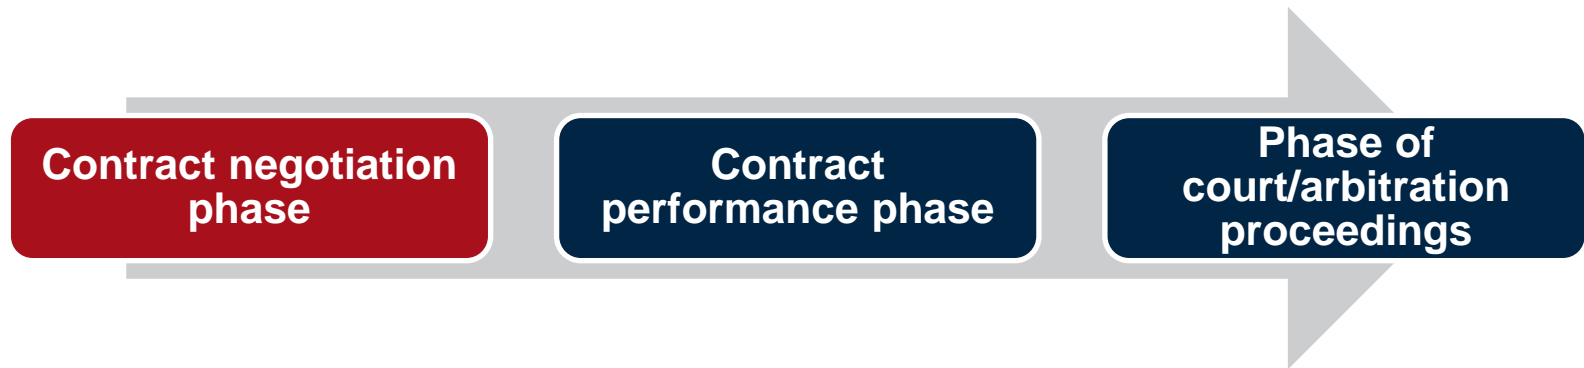 Contract negotiation
phase
Contract
performance phase
Phase of
court/arbitration
proceedings